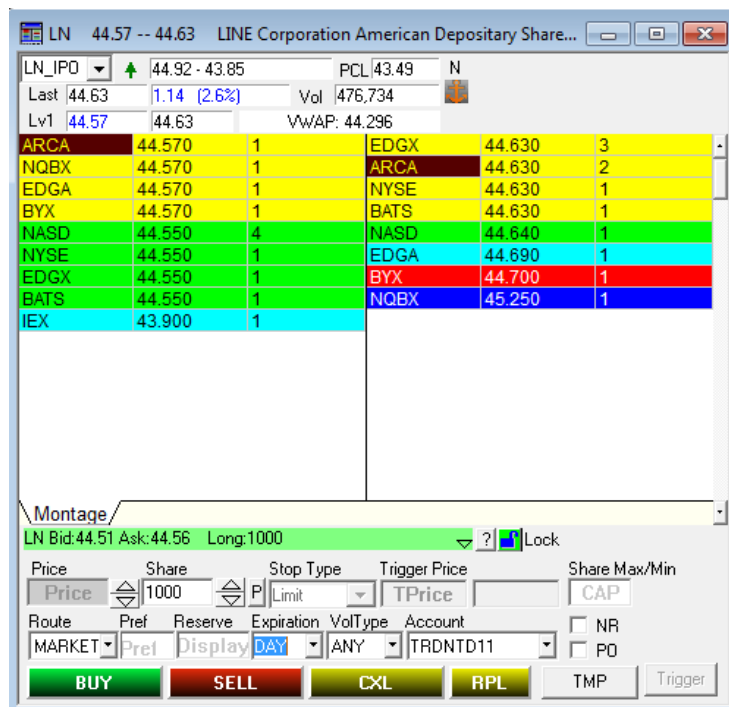 LN 44.57 -- 44.63 LINE Corporation American Depositary Share...
LN_IPO 44.92 - 43.85 PCL 43.49 N
Last 44.63 1.14 (2.6%) Vol 476,734
Lv1 44.57 44.63 VWAP: 44.296
ARCA 44.570 1 EDGX 44.630 3
NQBX 44.570 1 ARCA 44.630 2
EDGA 44.570 1 NYSE 44.630 1
BYX 44.570 1 BATS 44.630 1
NASD 44.550 4 NASD 44.640 1
NYSE 44.550 1 EDGA 44.690 1
EDGX 44.550 1 BYX 44.700 1
BATS 44.550 1 NQBX 45.250 1
IEX 43.900 1
Montage
LN Bid:44.51 Ask:44.56 Long:1000 ? Lock
Price Share Stop Type Trigger Price Share Max/Min
Price 1000 P Limit TPrice CAP
Route Pref Reserve Expiration VolType Account NR
MARKET Pref Display DAY ANY TRDNTD11 PO
BUY SELL CXL RPL TMP Trigger